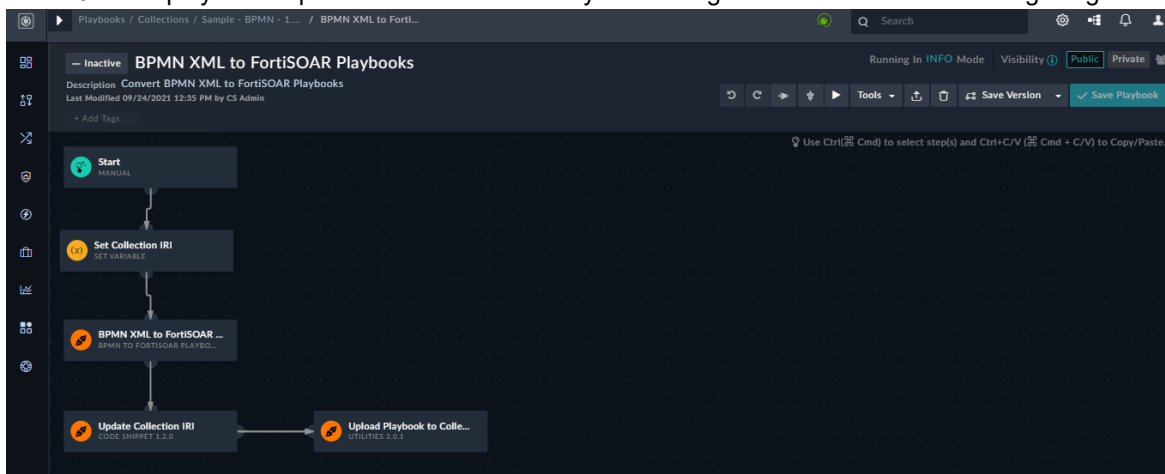 Playbooks / Collections / Sample - BPMN - 1.... / BPMN XML to Forti...
Search
— Inactive BPMN XML to FortiSOAR Playbooks
Running In INFO Mode Visibility Public Private
Description Convert BPMN XML to FortiSOAR Playbooks
Last Modified 09/24/2021 12:35 PM by CS Admin
Tools Save Version Save Playbook
+ Add Tags
Use Ctrl(⌘ Cmd) to select step(s) and Ctrl+C/V (⌘ Cmd + C/V) to Copy/Paste.
Start
MANUAL
(x) Set Collection IRI
SET VARIABLE
BPMN XML to FortiSOAR ...
BPMN TO FORTISOAR PLAYBO...
Update Collection IRI
CODE SNIPPET 1.2.0
Upload Playbook to Colle...
UTILITIES 3.0.1